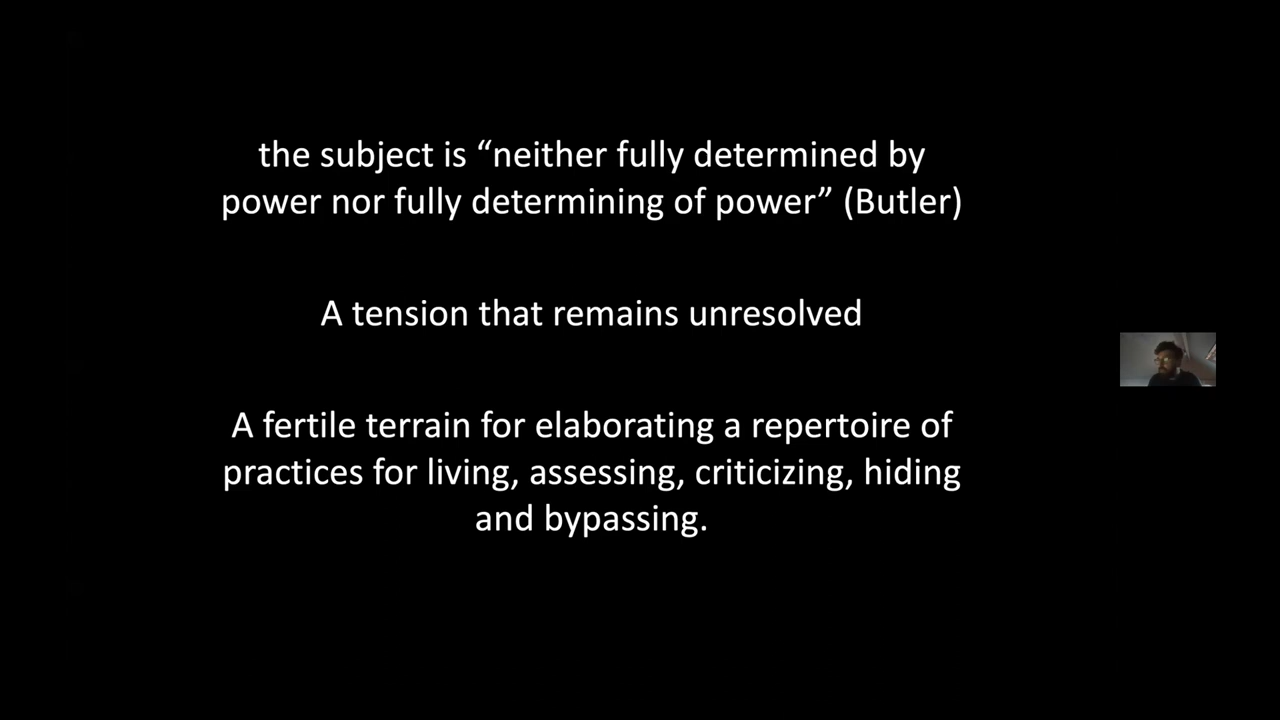 the subject is “neither fully determined by
power nor fully determining of power” (Butler)
A tension that remains unresolved
A fertile terrain for elaborating a repertoire of
practices for living, assessing, criticizing, hiding
and bypassing.